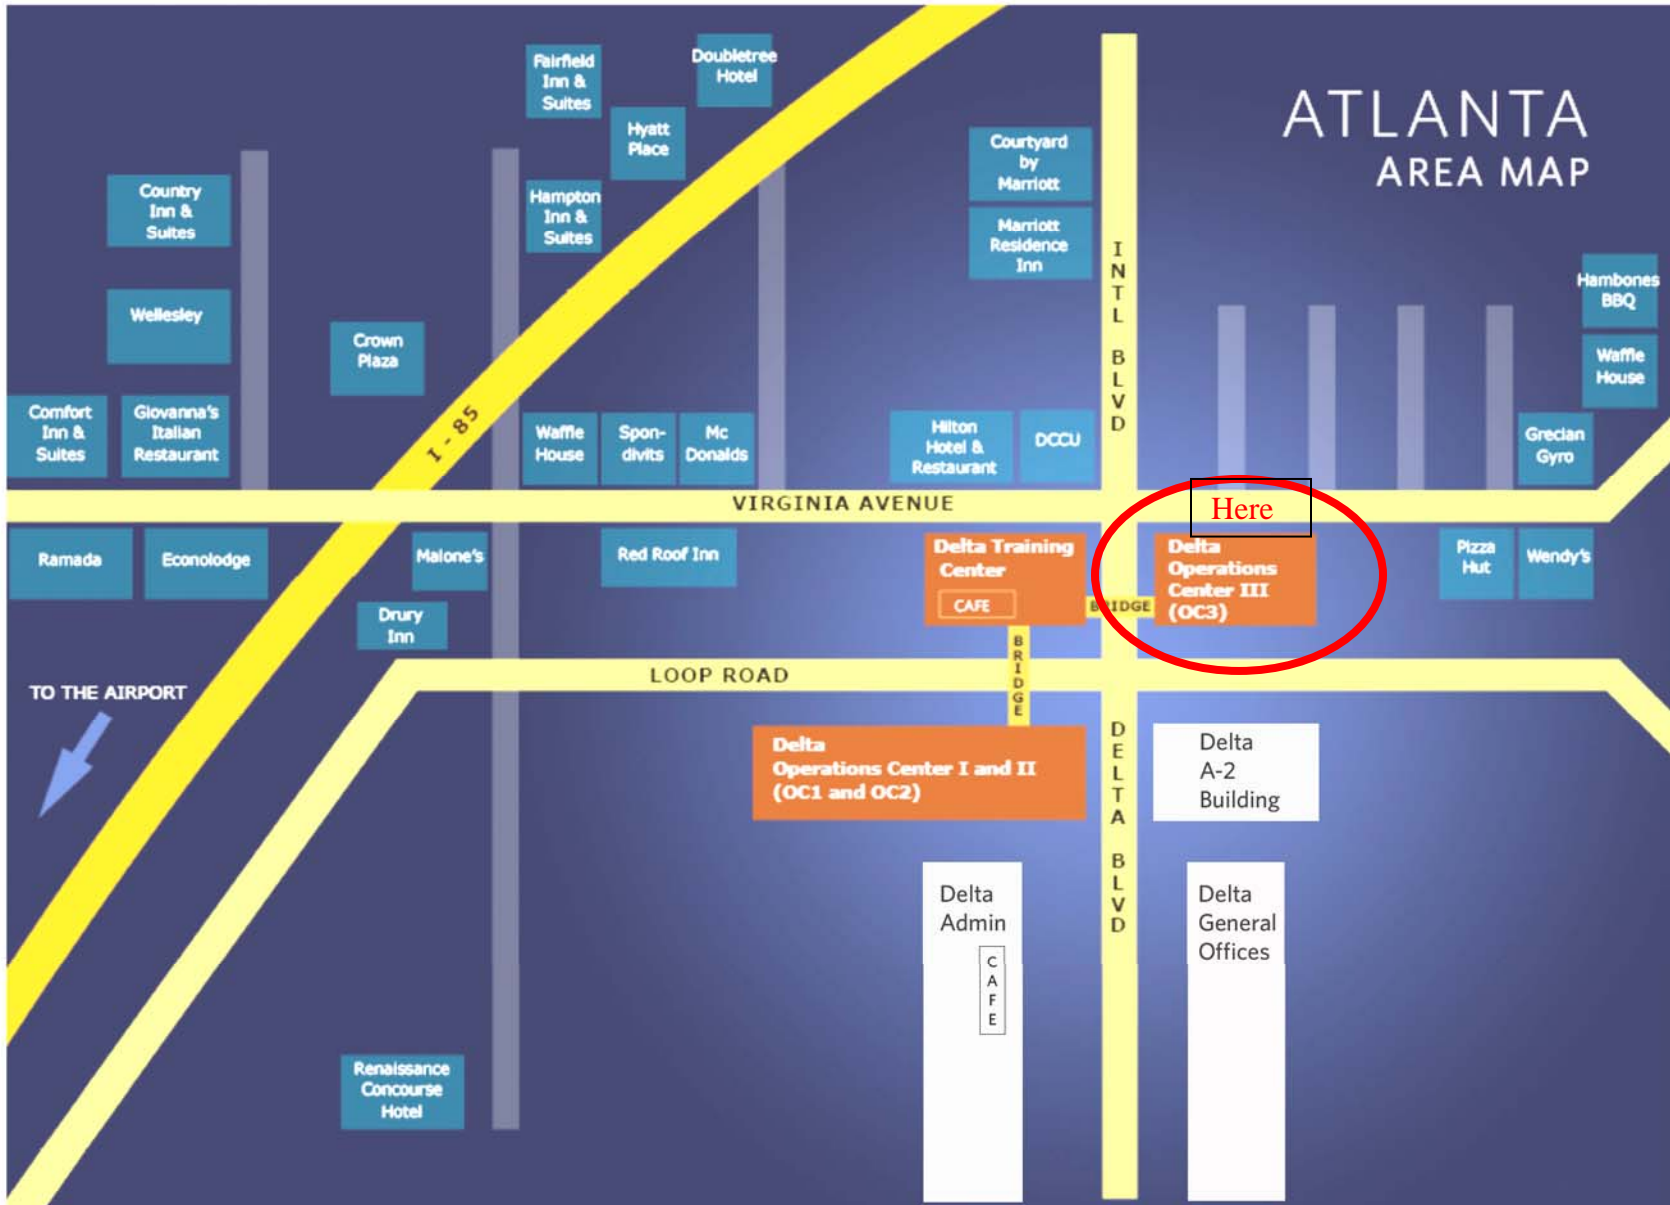 ATLANTA
AREA MAP
Fairfield
Inn &
Suites
Doubletree
Hotel
Hyatt
Place
Hampton
Inn &
Suites
Country
Inn &
Suites
Wellesley
Crown
Plaza
Comfort
Inn &
Suites
Giovanna's
Italian
Restaurant
I - 85
Waffle
House
Spon-
divits
Mc
Donalds
Courtyard
by
Marriott
Marriott
Residence
Inn
Hilton
Hotel &
Restaurant
DCCU
INTL BLVD
Hambones
BBQ
Waffle
House
Grecian
Gyro
VIRGINIA AVENUE
Here
Ramada
Econolodge
Malone's
Drury
Inn
Red Roof Inn
Delta Training
Center
CAFE
BRIDGE
Delta
Operations
Center III
(OC3)
Pizza
Hut
Wendy's
BRIDGE
LOOP ROAD
TO THE AIRPORT
Delta
Operations Center I and II
(OC1 and OC2)
DELTA BLVD
Delta
A-2
Building
Delta
Admin
CAFE
Delta
General
Offices
Renaissance
Concourse
Hotel